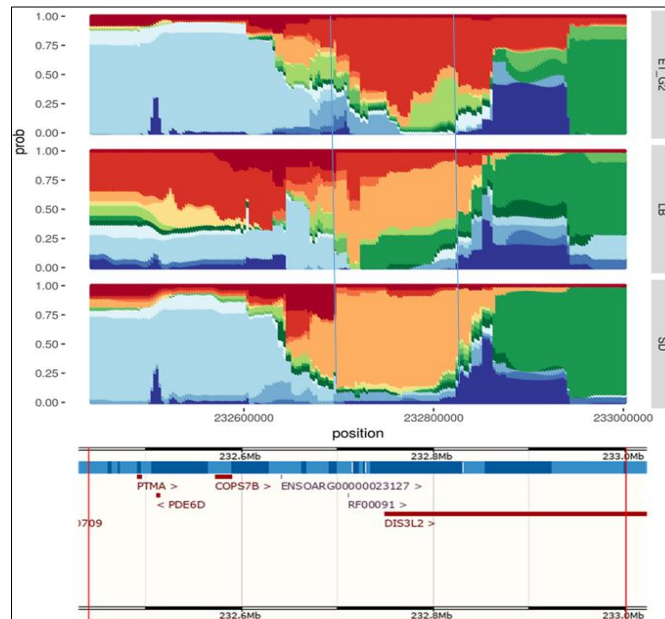 1.00
0.75
0.50
0.25
0.00
ET_G2
1.00
0.75
0.50
0.25
0.00
LB
prob
1.00
0.75
0.50
0.25
0.00
SD
232600000 232800000 233000000
position
232.6Mb 232.8Mb 233.0Mb
PTMA > COPS7B > ENSOARG00000023127 >
< PDE6D RF00091 >
0709 DIS3L2 >
232.6Mb 232.8Mb 233.0Mb